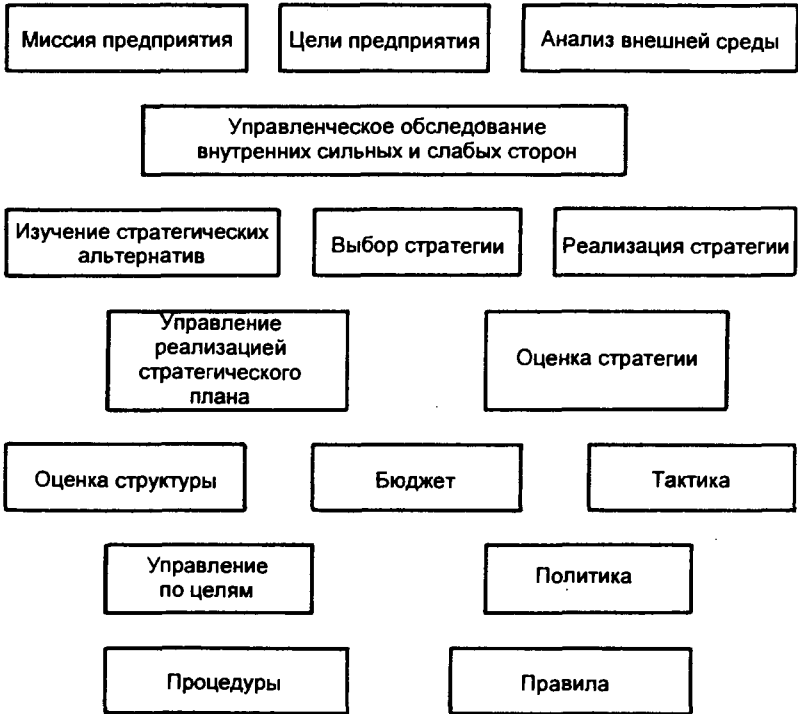 Миссия предприятия
Цели предприятия
Анализ внешней среды
Управленческое обследование
внутренних сильных и слабых сторон
Изучение стратегических
альтернатив
Выбор стратегии
Реализация стратегии
Управление
реализацией
стратегического
плана
Оценка стратегии
Оценка структуры
Бюджет
Тактика
Управление
по целям
Политика
Процедуры
Правила